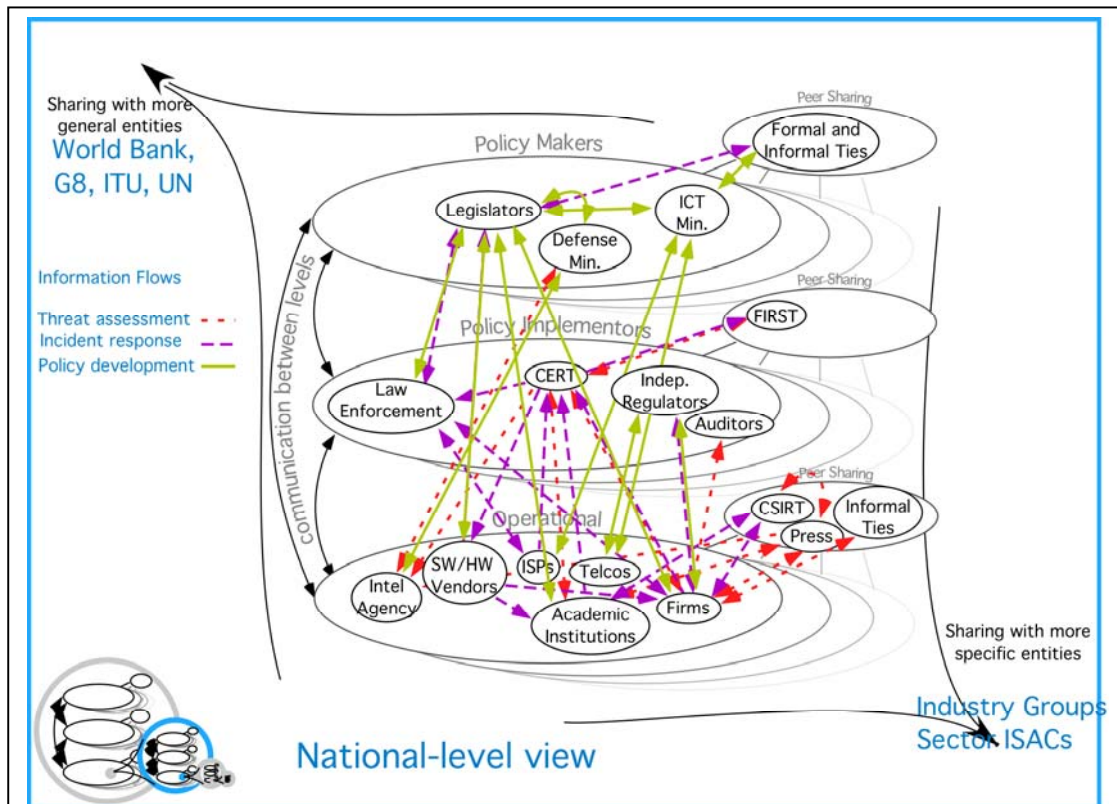 Sharing with more
general entities
World Bank,
G8, ITU, UN
Peer Sharing
Formal and
Informal Ties
Policy Makers
Legislators
ICT
Min.
Defense
Min.
Information Flows
Threat assessment
Incident response
Policy development
communication between levels
Peer Sharing
FIRST
Policy Implementors
Law
Enforcement
CERT
Indep.
Regulators
Auditors
Peer Sharing
CSIRT
Informal
Ties
Press
Operational
Intel
Agency
SW/HW
Vendors
ISPs
Telcos
Academic
Institutions
Firms
Sharing with more
specific entities
Industry Groups
Sector ISACs
National-level view